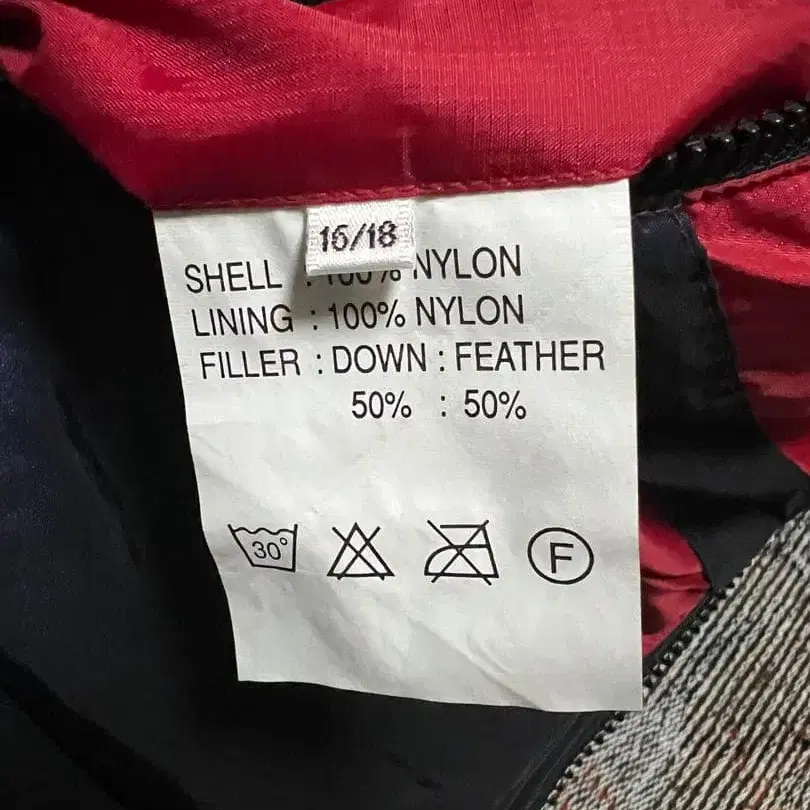 16/18
SHELL : 100% NYLON
LINING : 100% NYLON
FILLER : DOWN : FEATHER
50% : 50%
30° F